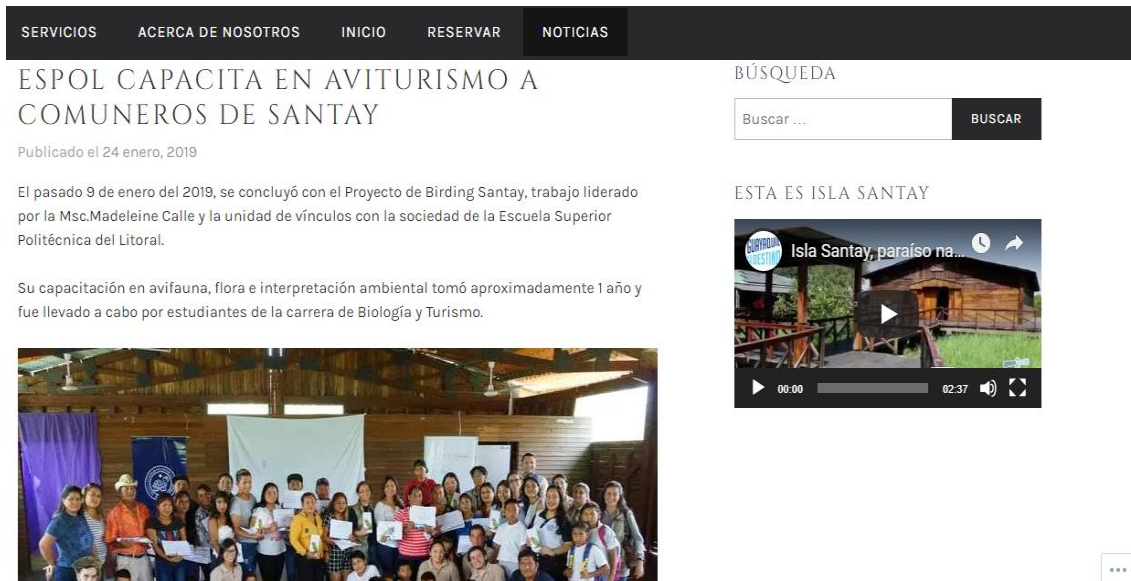 SERVICIOS ACERCA DE NOSOTROS INICIO RESERVAR NOTICIAS
ESPOL CAPACITA EN AVITURISMO A
COMUNEROS DE SANTAY
Publicado el 24 enero, 2019
El pasado 9 de enero del 2019, se concluyó con el Proyecto de Birding Santay, trabajo liderado
por la Msc.Madeleine Calle y la unidad de vínculos con la sociedad de la Escuela Superior
Politécnica del Litoral.
Su capacitación en avifauna, flora e interpretación ambiental tomó aproximadamente 1 año y
fue llevado a cabo por estudiantes de la carrera de Biología y Turismo.
BÚSQUEDA
Buscar ...
BUSCAR
ESTA ES ISLA SANTAY
GUAYAQUIL
DESTINO
Isla Santay, paraíso na...
00:00 02:37